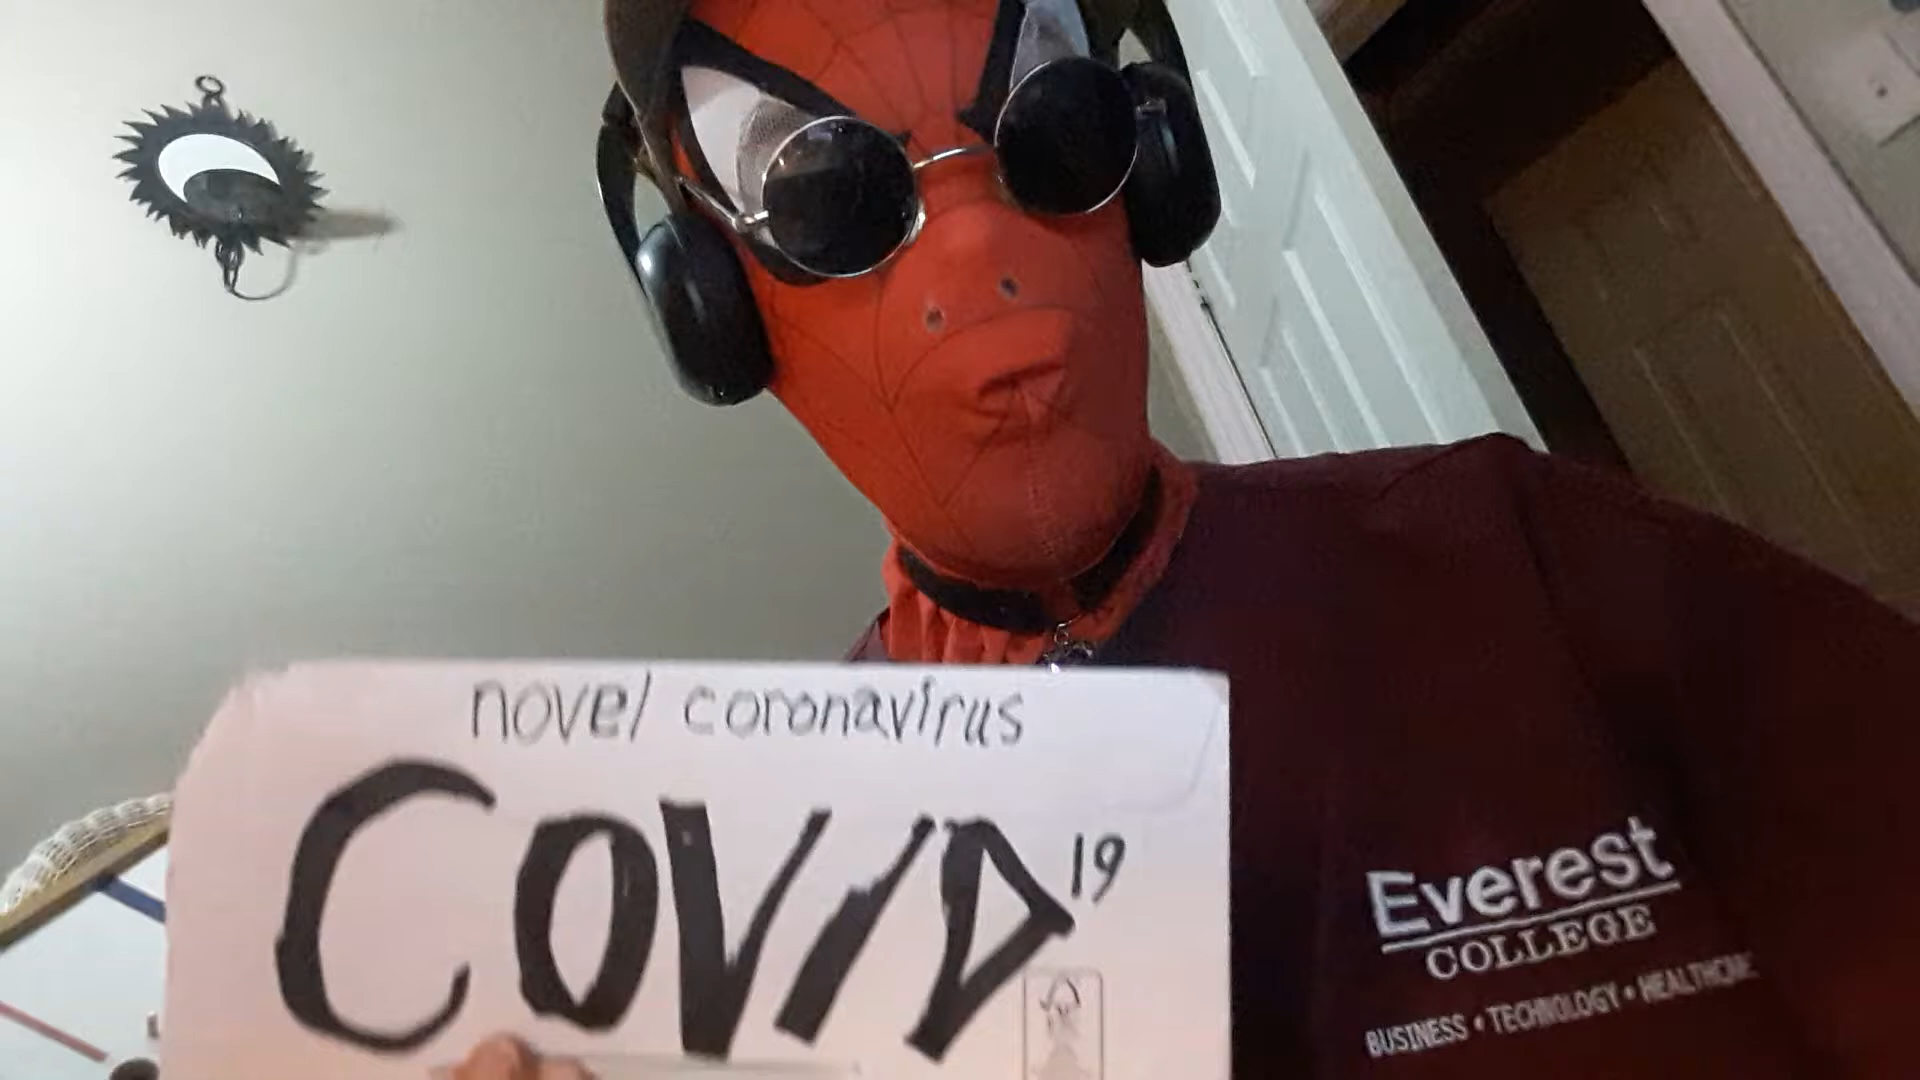 novel coronavirus
COVID 19
Everest
COLLEGE
BUSINESS • TECHNOLOGY • HEALTHCARE